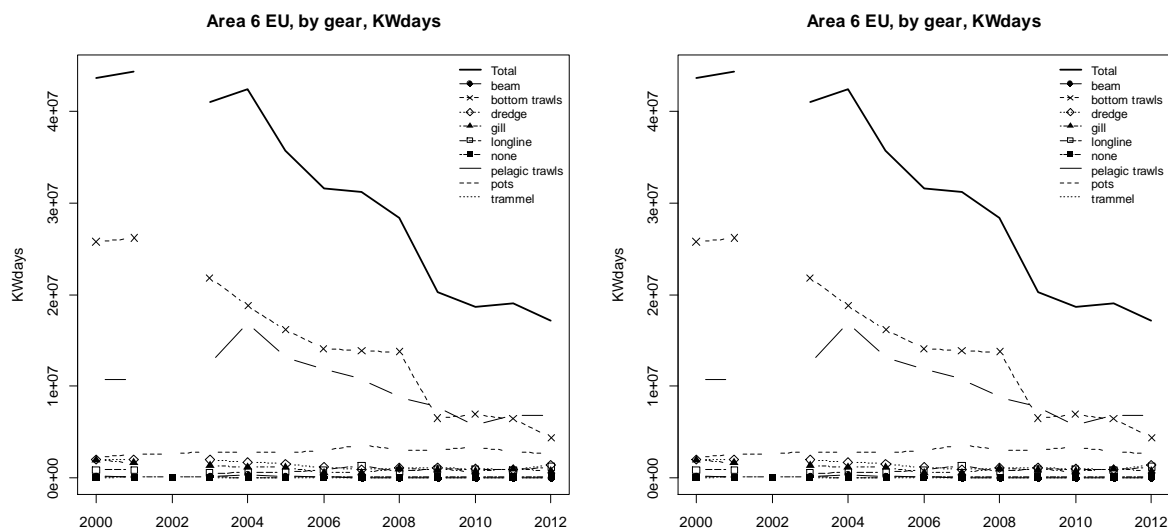 Area 6 EU, by gear, KWdays
Total
beam
bottom trawls
dredge
gill
longline
none
pelagic trawls
pots
trammel
KWdays
4e+07
3e+07
2e+07
1e+07
0e+00
2000 2002 2004 2006 2008 2010 2012
Area 6 EU, by gear, KWdays
Total
beam
bottom trawls
dredge
gill
longline
none
pelagic trawls
pots
trammel
KWdays
4e+07
3e+07
2e+07
1e+07
0e+00
2000 2002 2004 2006 2008 2010 2012